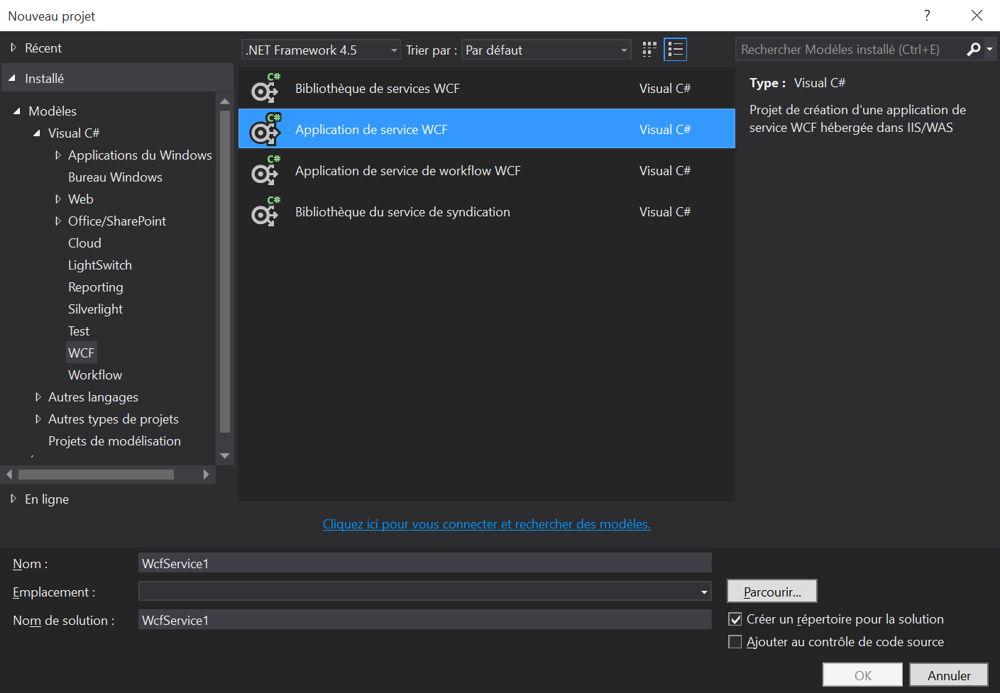 Nouveau projet
?
Récent
.NET Framework 4.5
Trier par :
Par défaut
Rechercher Modèles installé (Ctrl+E)
Installé
Modèles
Visual C#
Applications du Windows
Bureau Windows
Web
Office/SharePoint
Cloud
LightSwitch
Reporting
Silverlight
Test
WCF
Workflow
Autres langages
Autres types de projets
Projets de modélisation
En ligne
C# Bibliothèque de services WCF Visual C#
C# Application de service WCF Visual C#
C# Application de service de workflow WCF Visual C#
C# Bibliothèque du service de syndication Visual C#
Type : Visual C#
Projet de création d'une application de
service WCF hébergée dans IIS/WAS
Cliquez ici pour vous connecter et rechercher des modèles.
Nom : WcfService1
Emplacement :
Parcourir...
Nom de solution : WcfService1
Créer un répertoire pour la solution
Ajouter au contrôle de code source
OK
Annuler